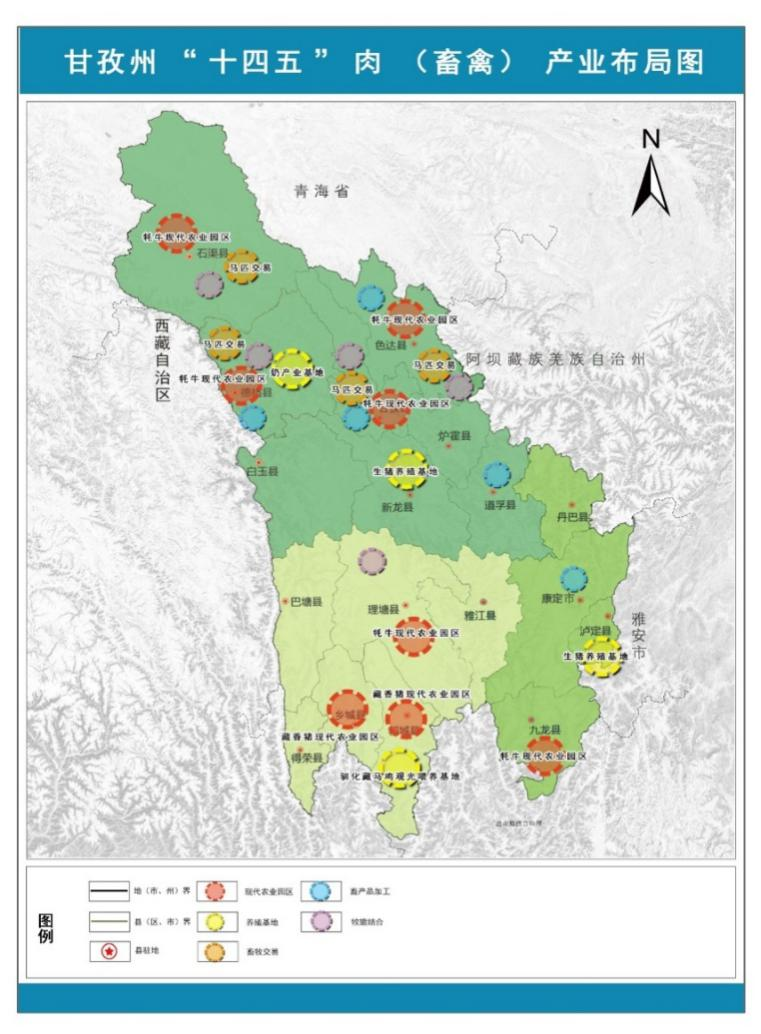 甘孜州 “十四五” 肉 （畜禽） 产业布局图
N
青海省
牦牛现代农业园区
石渠县
马匹交易
西藏自治区
马匹交易
牦牛现代农业园区
色达县
阿坝藏族羌族自治州
马匹交易
奶产业基地
牦牛现代农业园区
德格县
马匹交易
牦牛现代农业园区
炉霍县
白玉县
生猪养殖基地
新龙县
道孚县
丹巴县
康定市
巴塘县
理塘县
雅江县
泸定县
雅安市
牦牛现代农业园区
生猪养殖基地
藏香猪现代农业园区
乡城县
稻城县
藏香猪现代农业园区
九龙县
得荣县
牦牛现代农业园区
驯化藏马鸡观光喂养基地
图例
地（市、州）界
现代农业园区
畜产品加工
县（区、市）界
养殖基地
牧旅结合
县驻地
畜牧交易